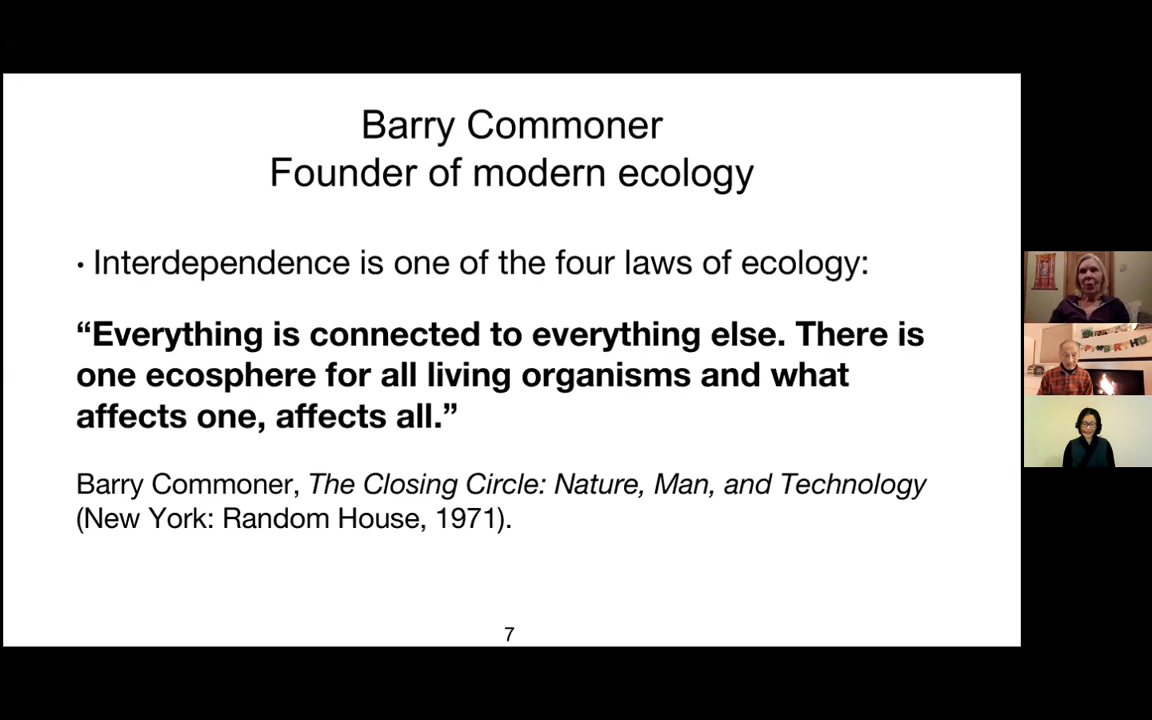 Barry Commoner
Founder of modern ecology
• Interdependence is one of the four laws of ecology:
“Everything is connected to everything else. There is
one ecosphere for all living organisms and what
affects one, affects all.”
Barry Commoner, The Closing Circle: Nature, Man, and Technology
(New York: Random House, 1971).
7